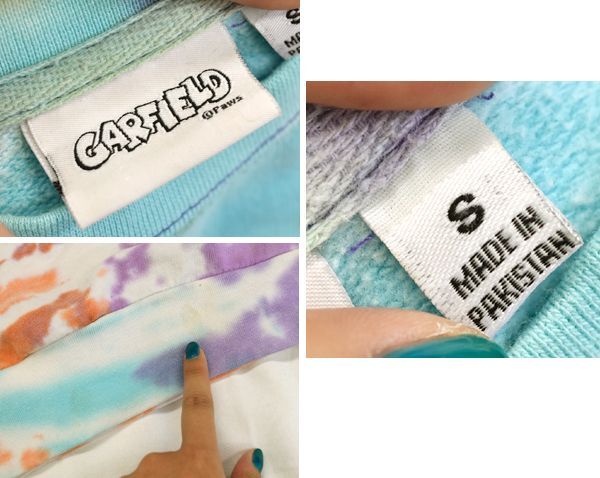 GARFIELD
©Paws
S
S
MADE IN
PAKISTAN